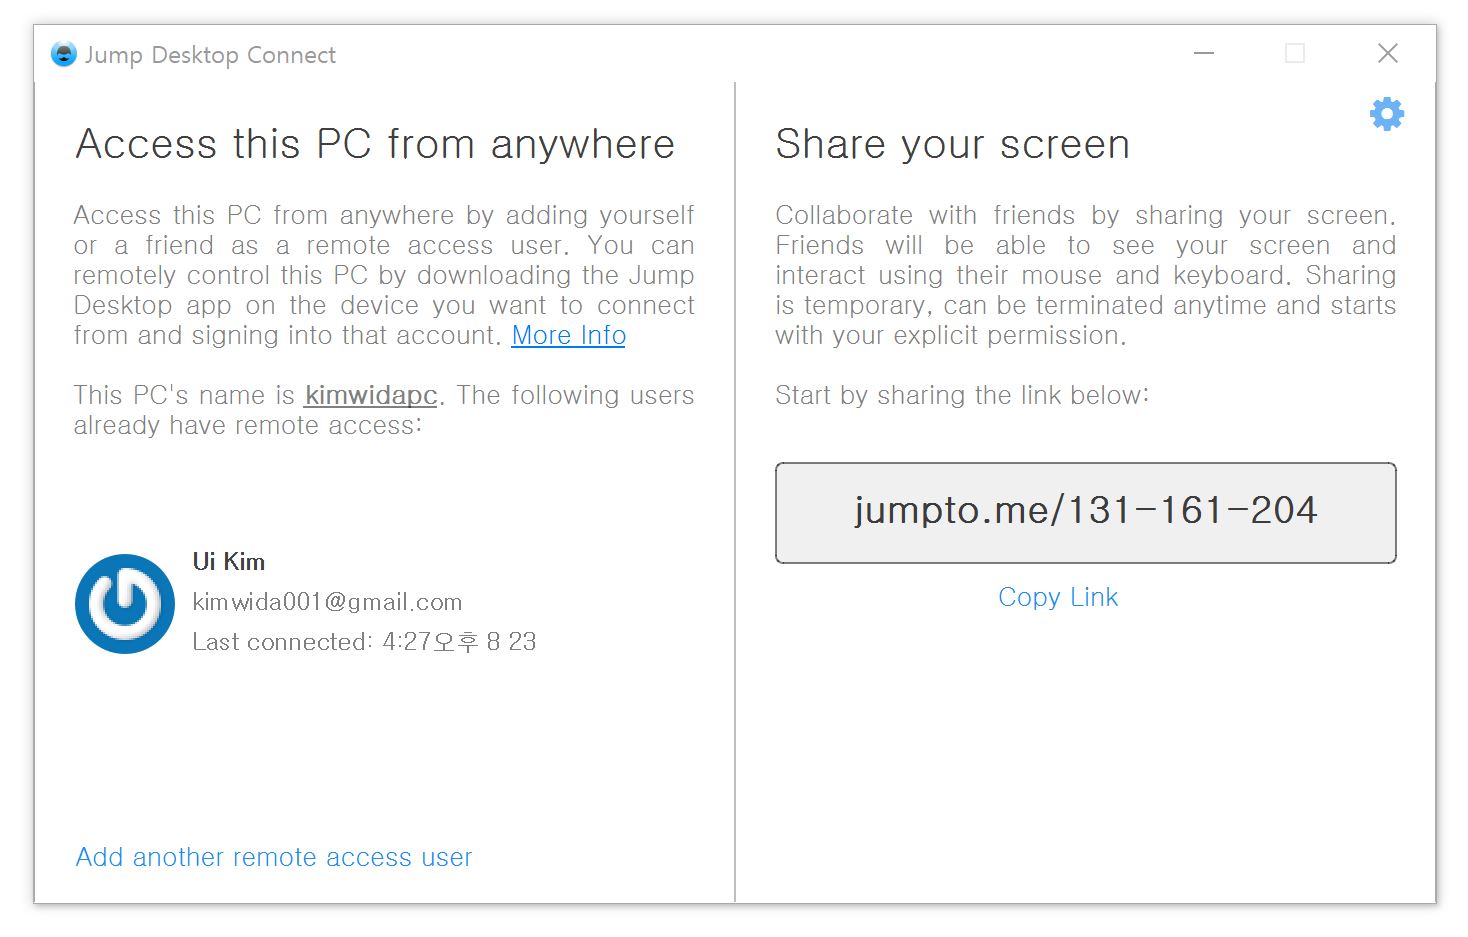 Jump Desktop Connect
Access this PC from anywhere
Access this PC from anywhere by adding yourself
or a friend as a remote access user. You can
remotely control this PC by downloading the Jump
Desktop app on the device you want to connect
from and signing into that account. More Info
This PC's name is kimwidapc. The following users
already have remote access:
Ui Kim
kimwida001@gmail.com
Last connected: 4:27오후 8 23
Add another remote access user
Share your screen
Collaborate with friends by sharing your screen.
Friends will be able to see your screen and
interact using their mouse and keyboard. Sharing
is temporary, can be terminated anytime and starts
with your explicit permission.
Start by sharing the link below:
jumpto.me/131-161-204
Copy Link